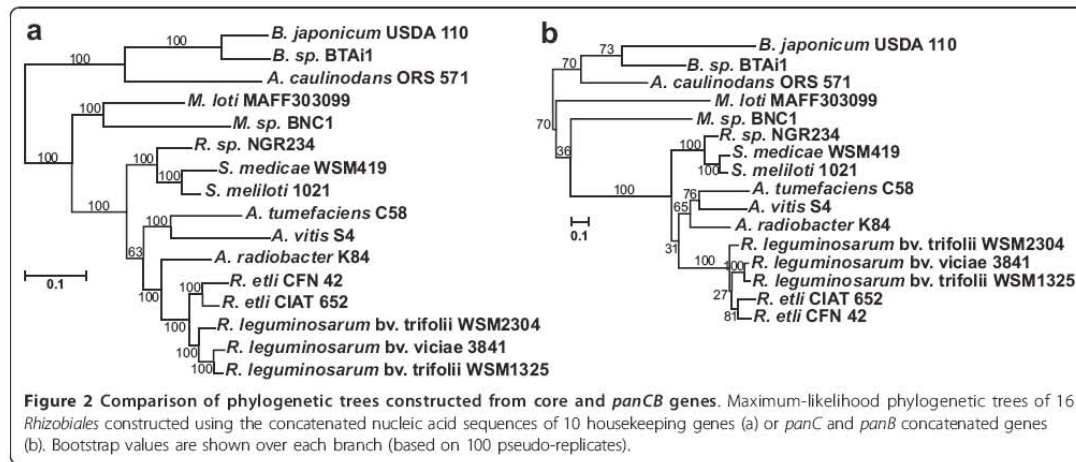 a
100
B. japonicum USDA 110
100
B. sp. BTAi1
A. caulinodans ORS 571
100
M. loti MAFF303099
M. sp. BNC1
100
R. sp. NGR234
100
S. medicae WSM419
100
S. meliloti 1021
100
A. tumefaciens C58
100
A. vitis S4
63
A. radiobacter K84
100
R. etli CFN 42
100
R. etli CIAT 652
100
R. leguminosarum bv. trifolii WSM2304
100
R. leguminosarum bv. viciae 3841
100
R. leguminosarum bv. trifolii WSM1325
0.1
b
73
B. japonicum USDA 110
70
B. sp. BTAi1
A. caulinodans ORS 571
70
M. loti MAFF303099
36
M. sp. BNC1
100
R. sp. NGR234
100
S. medicae WSM419
100
S. meliloti 1021
76
A. tumefaciens C58
65
A. vitis S4
31
A. radiobacter K84
100
R. leguminosarum bv. trifolii WSM2304
100
R. leguminosarum bv. viciae 3841
R. leguminosarum bv. trifolii WSM1325
27
R. etli CIAT 652
81
R. etli CFN 42
0.1
Figure 2 Comparison of phylogenetic trees constructed from core and panCB genes. Maximum-likelihood phylogenetic trees of 16
Rhizobiales constructed using the concatenated nucleic acid sequences of 10 housekeeping genes (a) or panC and panB concatenated genes
(b). Bootstrap values are shown over each branch (based on 100 pseudo-replicates).